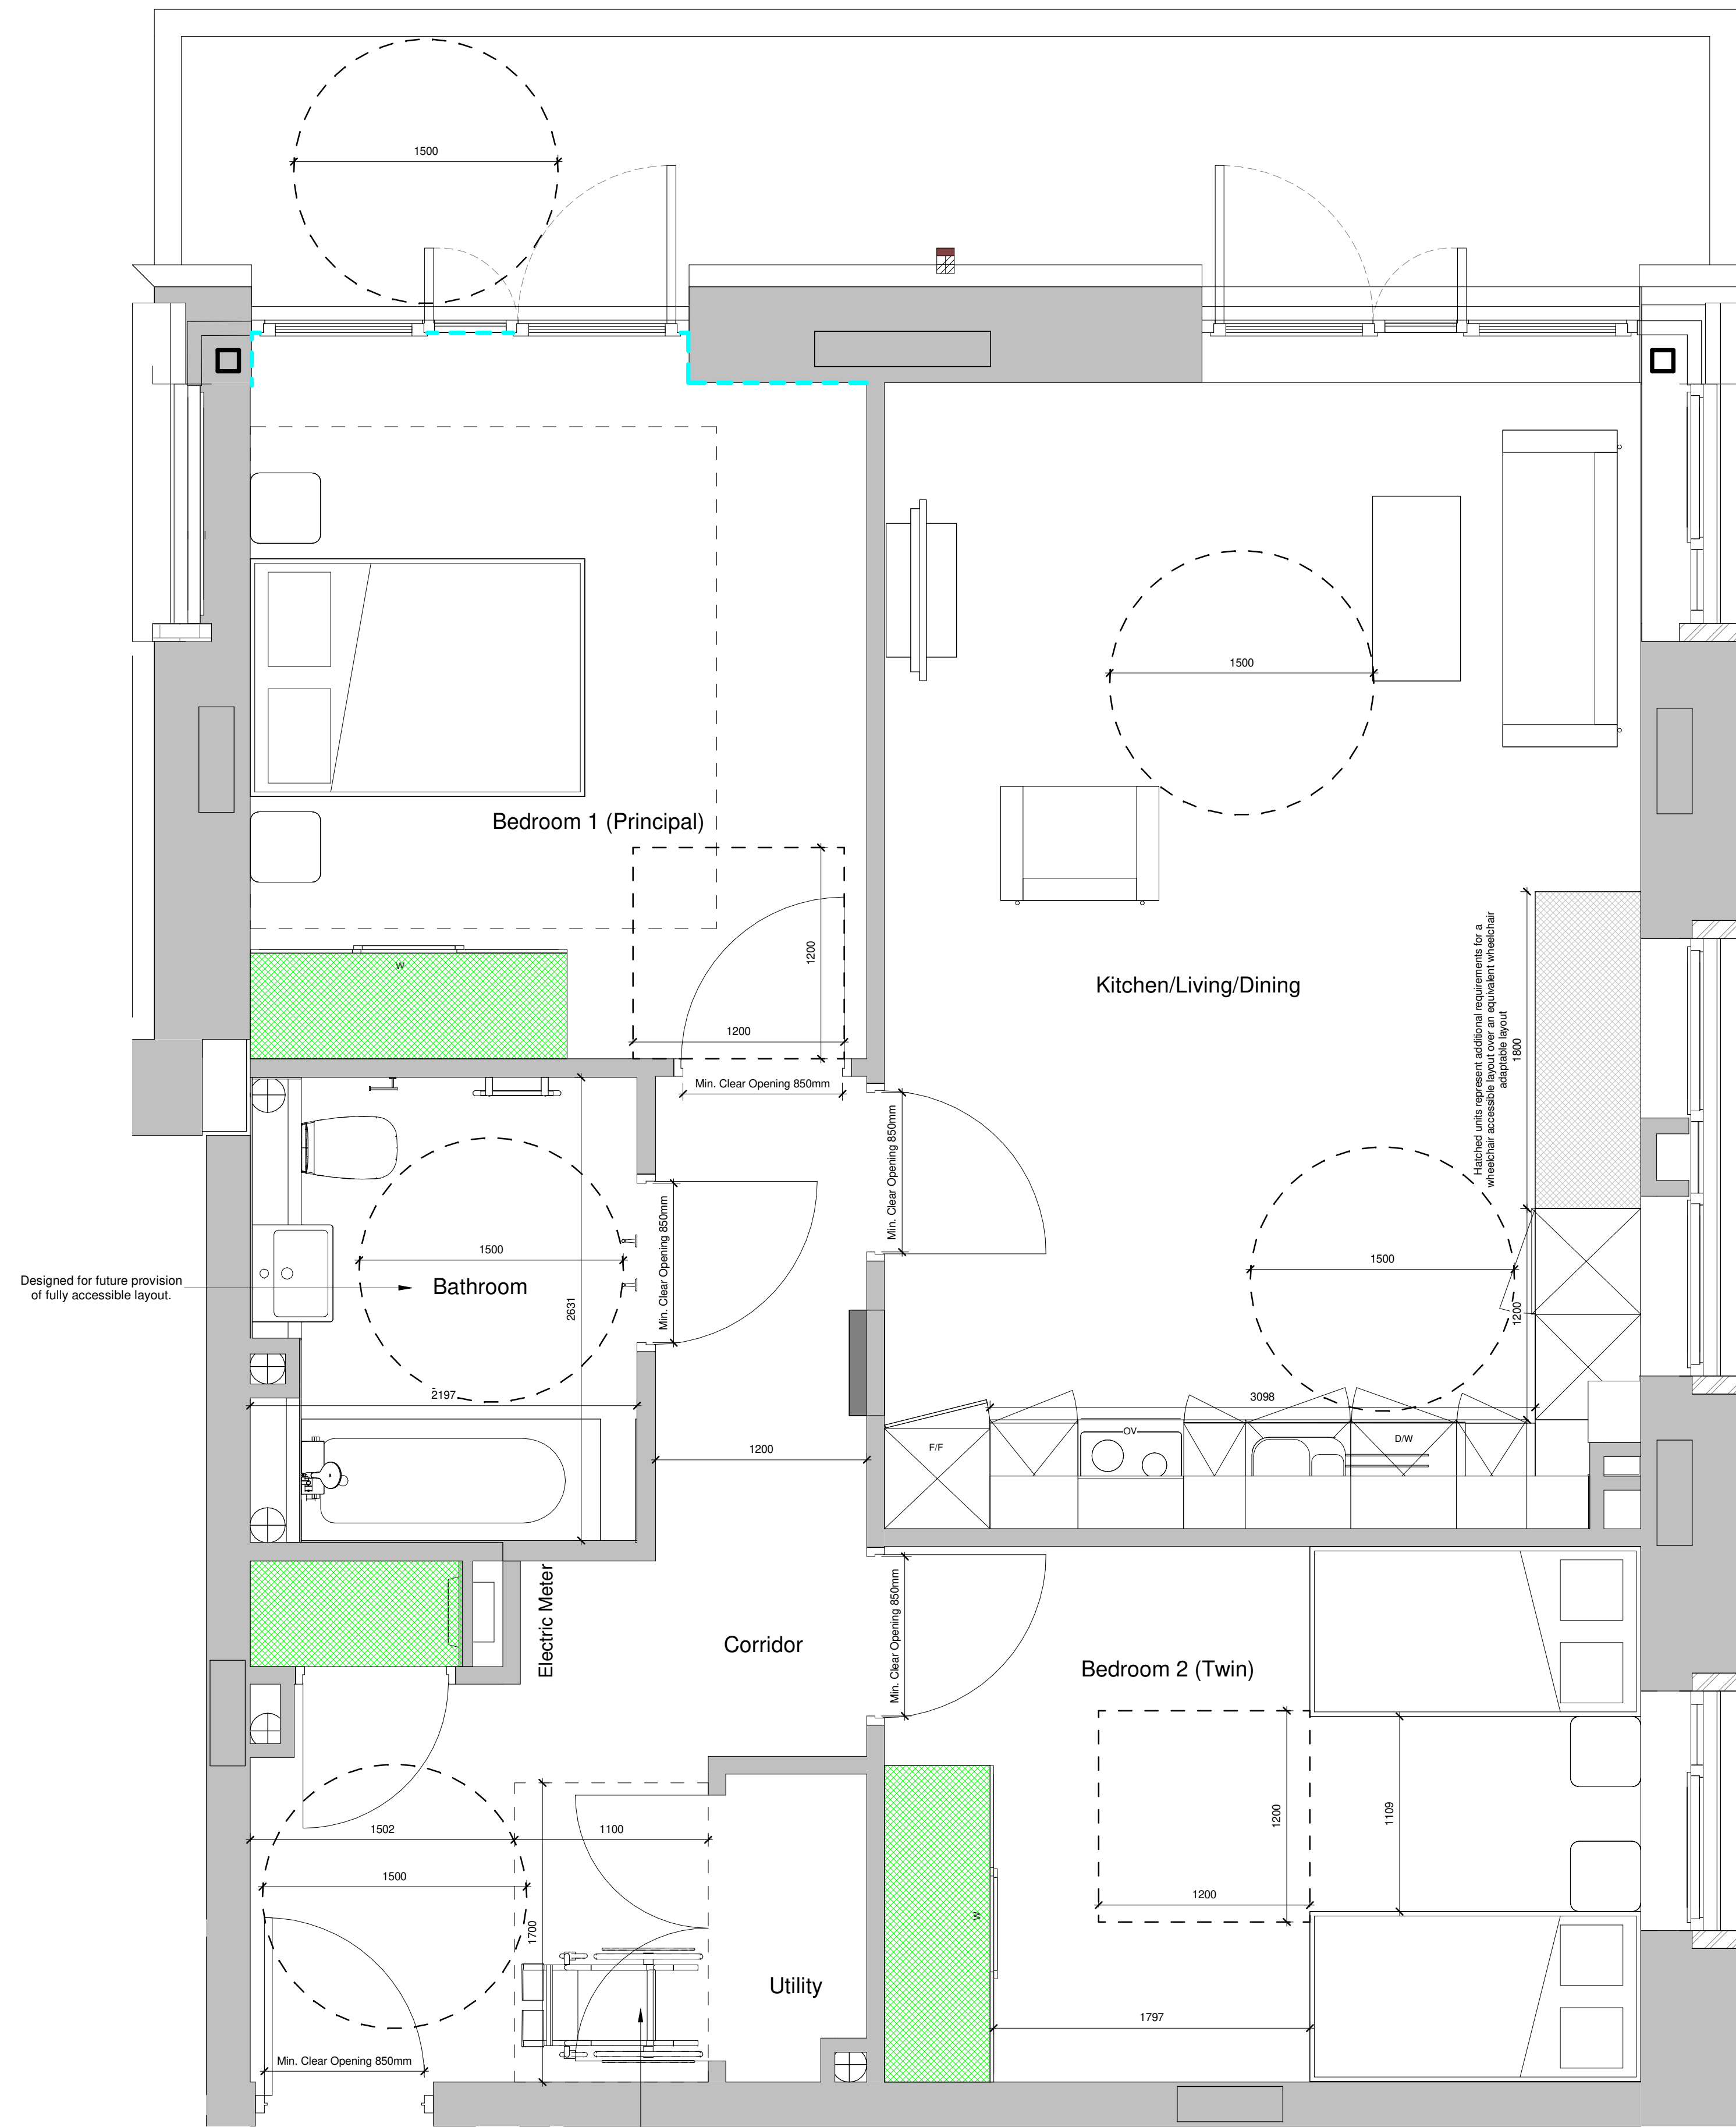 1500
1500
Bedroom 1 (Principal)
1200
1200
W
Min. Clear Opening 850mm
Kitchen/Living/Dining
Hatched units represent additional requirements for a
wheelchair accessible layout over an equivalent wheelchair
adaptable layout
1800
Min. Clear Opening 850mm
Min. Clear Opening 850mm
1500
Bathroom
2631
Designed for future provision
of fully accessible layout.
1500
1200
2197
3098
F/F
OV
D/W
1200
Electric Meter
Corridor
Min. Clear Opening 850mm
Bedroom 2 (Twin)
1502
1100
1500
1700
1200
1109
1200
W
Utility
1797
Min. Clear Opening 850mm